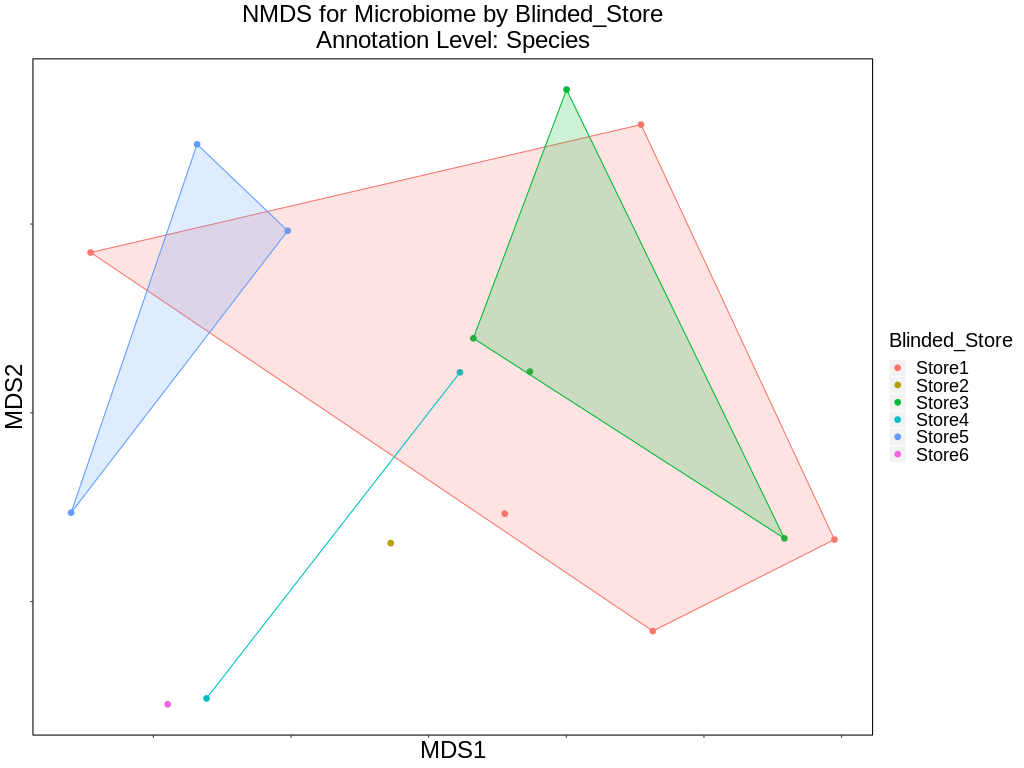 NMDS for Microbiome by Blinded_Store
Annotation Level: Species
MDS2
MDS1
Blinded_Store
Store1
Store2
Store3
Store4
Store5
Store6